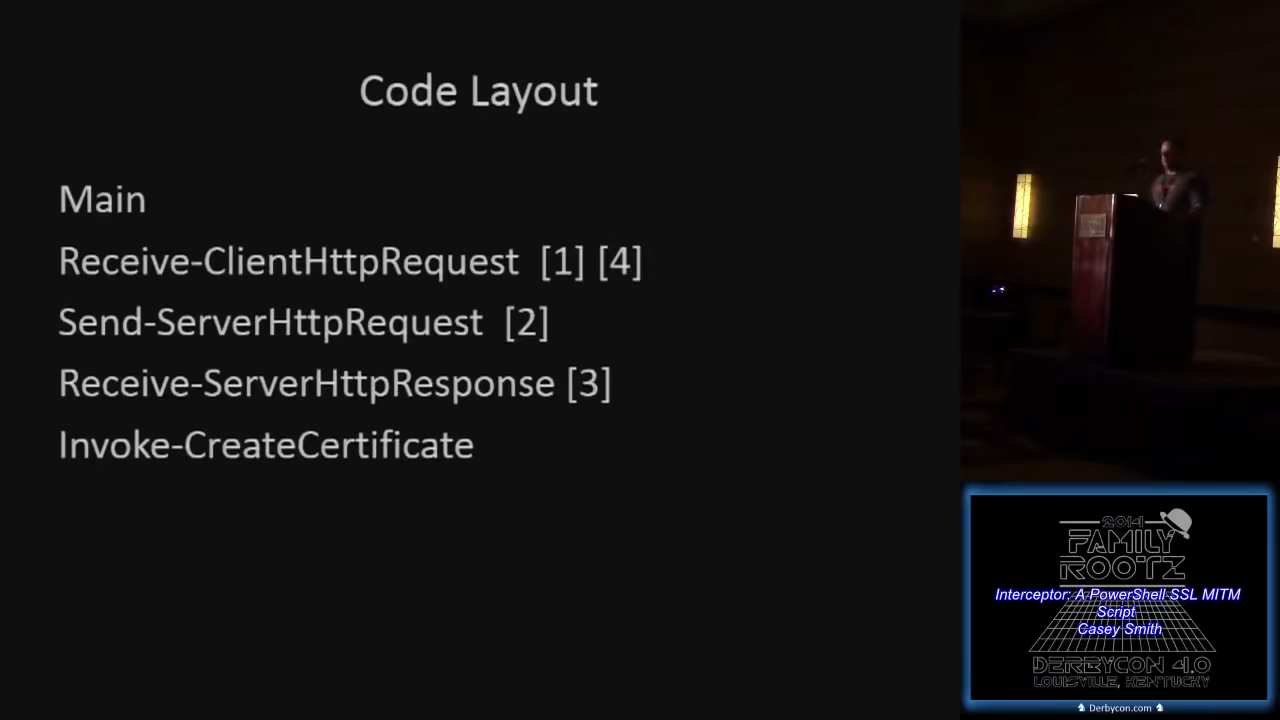 Code Layout
Main
Receive-ClientHttpRequest [1] [4]
Send-ServerHttpRequest [2]
Receive-ServerHttpResponse [3]
Invoke-CreateCertificate
2014
FAMILY
ROOTZ
Interceptor: A PowerShell SSL MITM
Script
Casey Smith
DERBYCON 4.0
LOUISVILLE, KENTUCKY
Derbycon.com